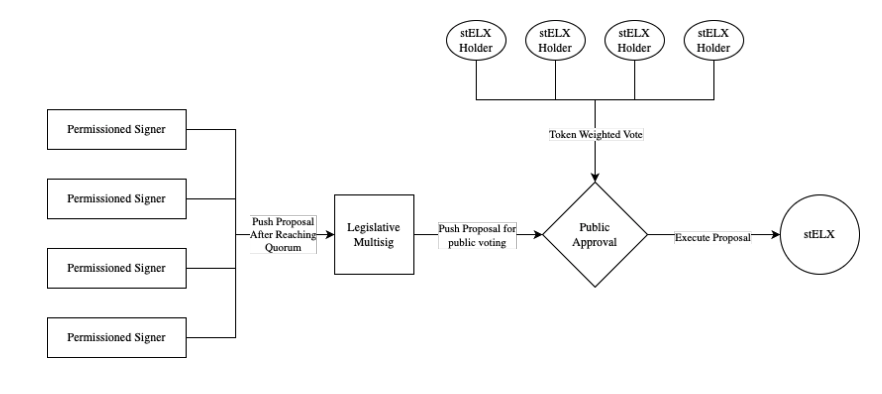 stELX
Holder
stELX
Holder
stELX
Holder
stELX
Holder
Token Weighted Vote
Permissioned Signer
Permissioned Signer
Permissioned Signer
Permissioned Signer
Push Proposal
After Reaching
Quorum
Legislative
Multisig
Push Proposal for
public voting
Public
Approval
Execute Proposal
stELX